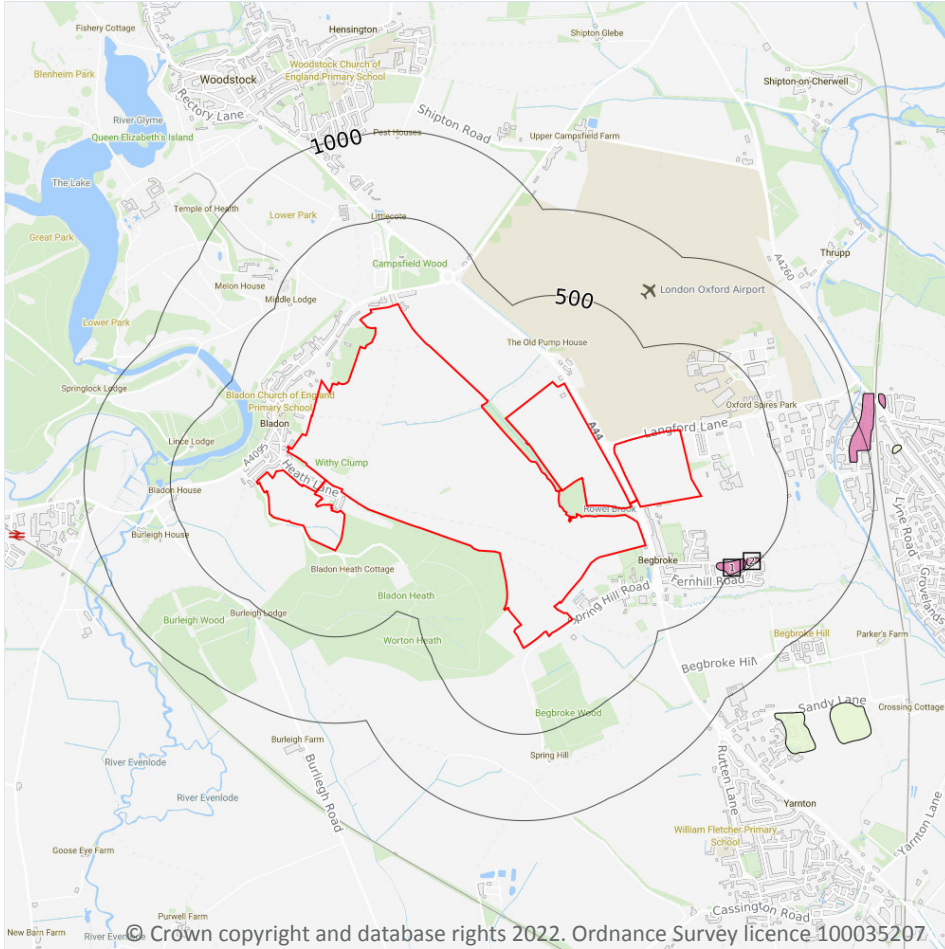 Fishery Cottage
Hensington
Shipton Glebe
Blenheim Park
Woodstock
Woodstock Church of
England Primary School
Shipton-on-Cherwell
Rectory Lane
River Glyme
Queen Elizabeth's Island
Pest Houses
Shipton Road
Upper Campsfield Farm
1000
The Lake
Temple of Health
Lower Park
Littlecote
Great Park
Campsfield Wood
Thrupp
A4260
Melon House
Middle Lodge
500
London Oxford Airport
Lower Park
The Old Pump House
Springlock Lodge
Bladon Church of England
Primary School
Oxford Spires Park
Bladon
A44
Langford Lane
Lince Lodge
A4095
Withy Clump
Heath Lane
Bladon House
Rowel Brook
Lyne Road
Burleigh House
Begbroke
1
2
Bladon Heath Cottage
Fernhill Road
Grovelands
Bladon Heath
Spring Hill Road
Burleigh Lodge
Burleigh Wood
Worton Heath
Begbroke Hill
Parker's Farm
Begbroke Hill
Sandy Lane
Crossing Cottage
Begbroke Wood
Burleigh Farm
Spring Hill
River Evenlode
Burleigh Road
Rutten Lane
River Evenlode
Yarnton
Yarnton Lane
William Fletcher Primary
School
Goose Eye Farm
Cassington Road
Purwell Farm
New Barn Farm
River Evenlode
© Crown copyright and database rights 2022. Ordnance Survey licence 100035207.